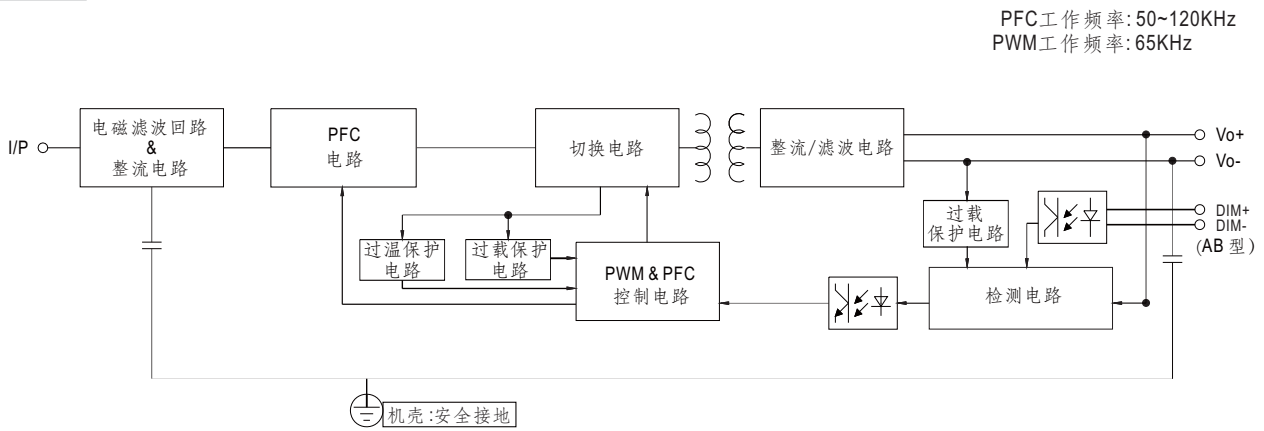 PFC工作频率: 50~120KHz
PWM工作频率: 65KHz
I/P
电磁滤波回路
&
整流电路
PFC
电路
切换电路
整流/滤波电路
Vo+
Vo-
过温保护
电路
过载保护
电路
PWM & PFC
控制电路
过载
保护电路
DIM+
DIM-
(AB 型)
检测电路
机壳:安全接地